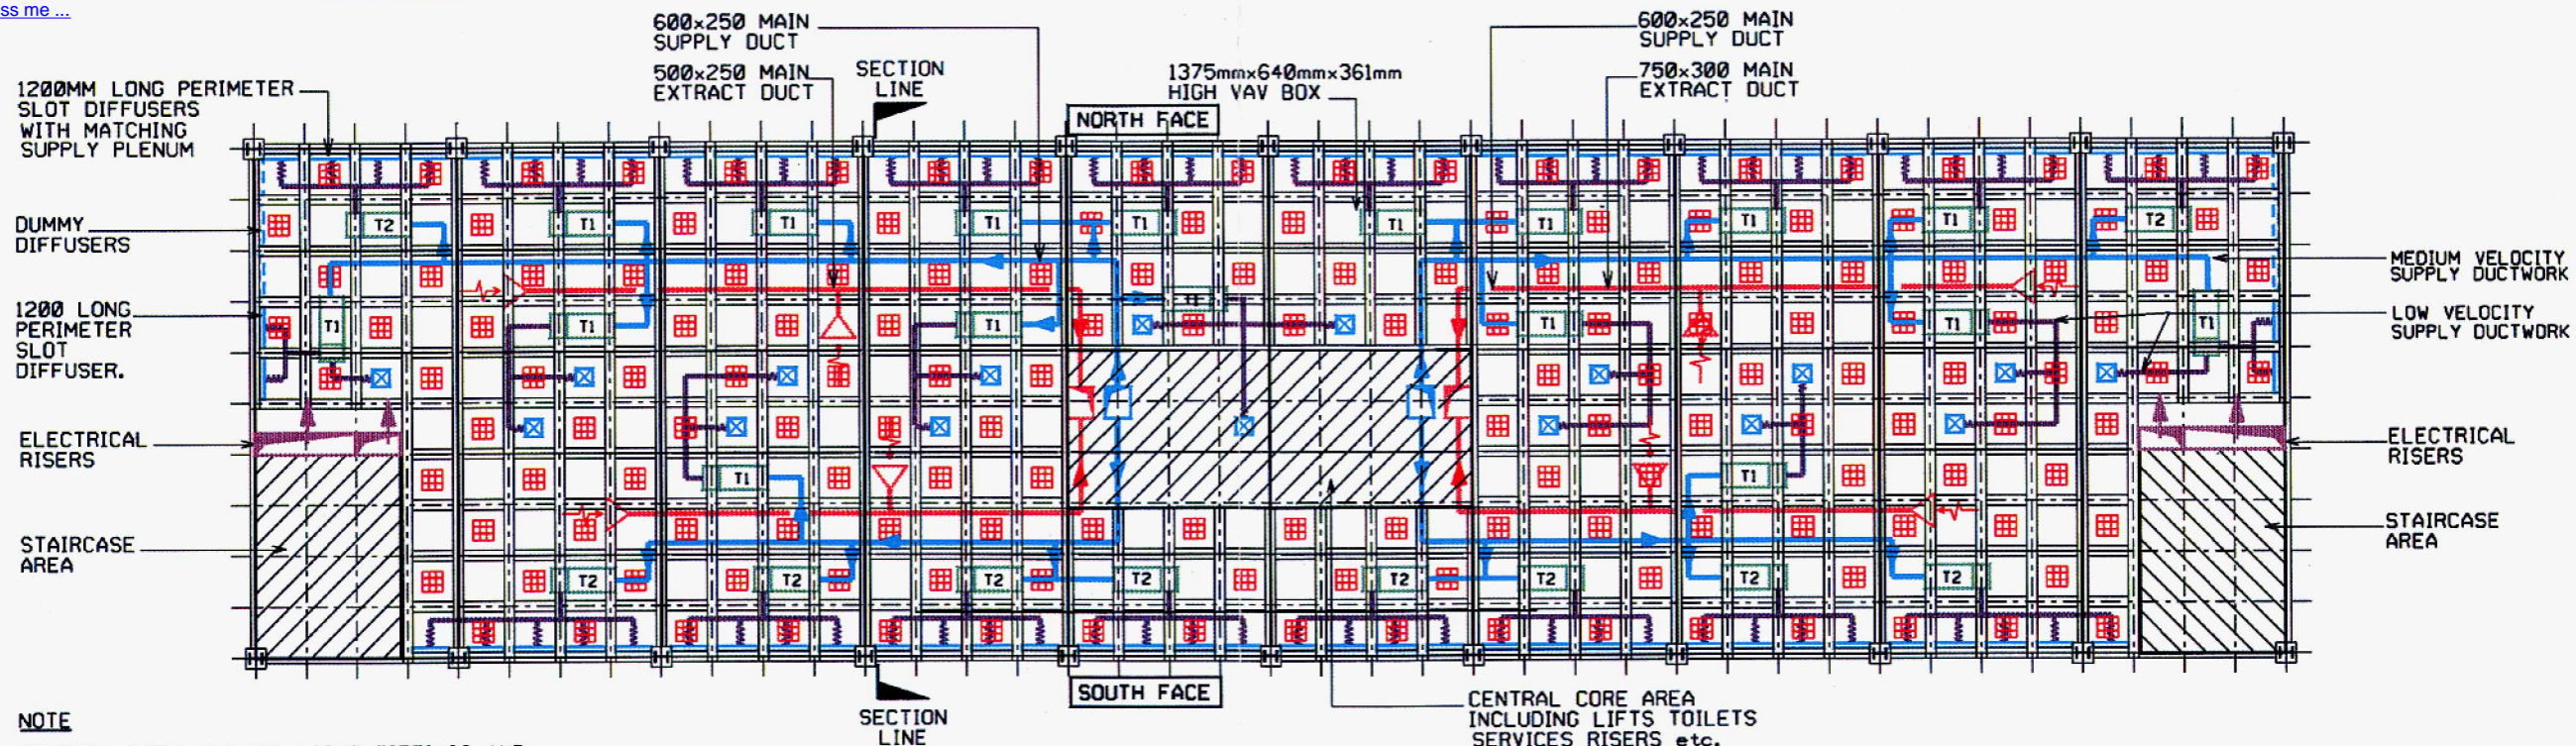 ss me ...
600x250 MAIN
SUPPLY DUCT
500x250 MAIN
EXTRACT DUCT
SECTION
LINE
1375mmx640mmx361mm
HIGH VAV BOX
600x250 MAIN
SUPPLY DUCT
750x300 MAIN
EXTRACT DUCT
1200MM LONG PERIMETER
SLOT DIFFUSERS
WITH MATCHING
SUPPLY PLENUM
NORTH FACE
DUMMY
DIFFUSERS
T2 T1 T1 T1 T1 T1 T1 T1 T1 T2
MEDIUM VELOCITY
SUPPLY DUCTWORK
1200 LONG
PERIMETER
SLOT
DIFFUSER.
T1
T1 T1 T1 T1 T1 T1
LOW VELOCITY
SUPPLY DUCTWORK
ELECTRICAL
RISERS
ELECTRICAL
RISERS
T1 T1
STAIRCASE
AREA
STAIRCASE
AREA
T2 T2 T2 T2 T2 T2 T2 T2
SOUTH FACE
SECTION
LINE
CENTRAL CORE AREA
INCLUDING LIFTS TOILETS
SERVICES RISERS etc.
NOTE